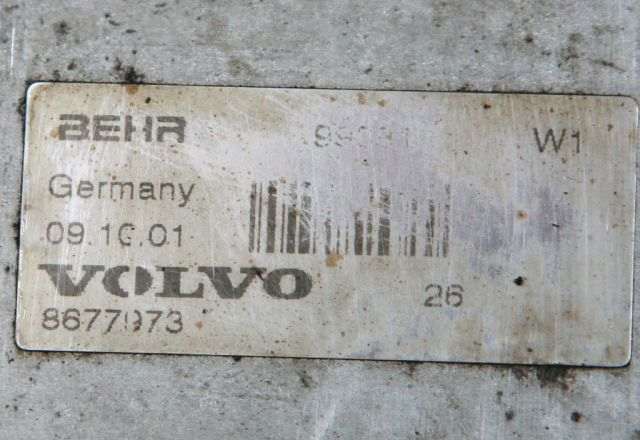 BEHR W1
Germany
09.10.01
VOLVO 26
8677973